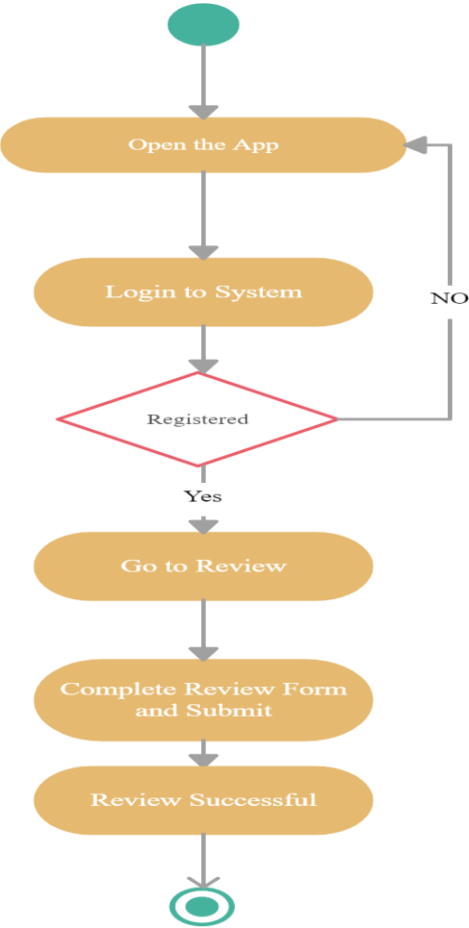 Open the App
Login to System
NO
Registered
Yes
Go to Review
Complete Review Form
and Submit
Review Successful